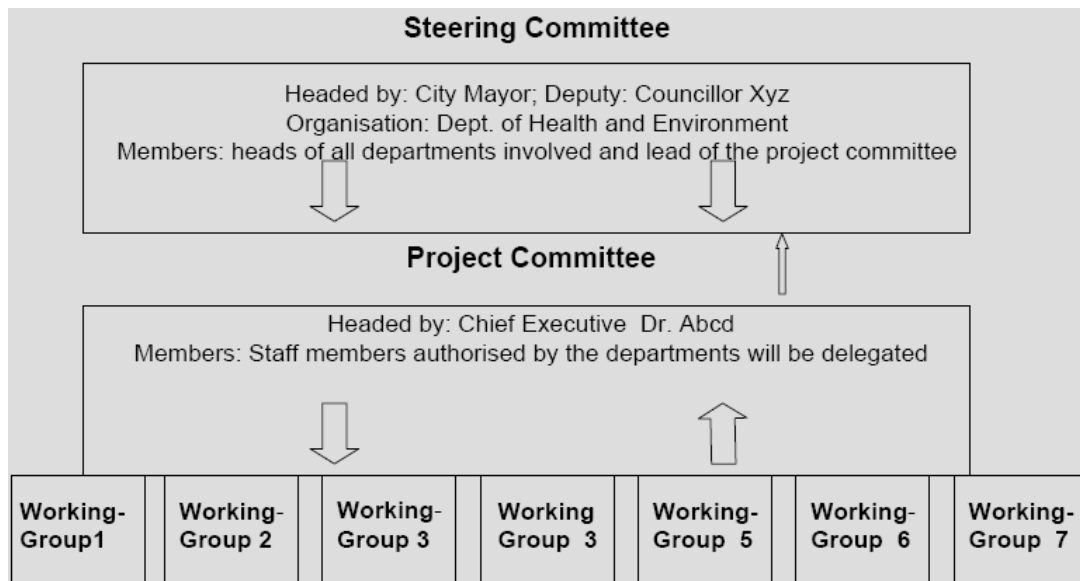 Steering Committee
Headed by: City Mayor; Deputy: Councillor Xyz
Organisation: Dept. of Health and Environment
Members: heads of all departments involved and lead of the project committee
Project Committee
Headed by: Chief Executive Dr. Abcd
Members: Staff members authorised by the departments will be delegated
Working-
Group1
Working-
Group 2
Working-
Group 3
Working
Group 3
Working-
Group 5
Working-
Group 6
Working-
Group 7